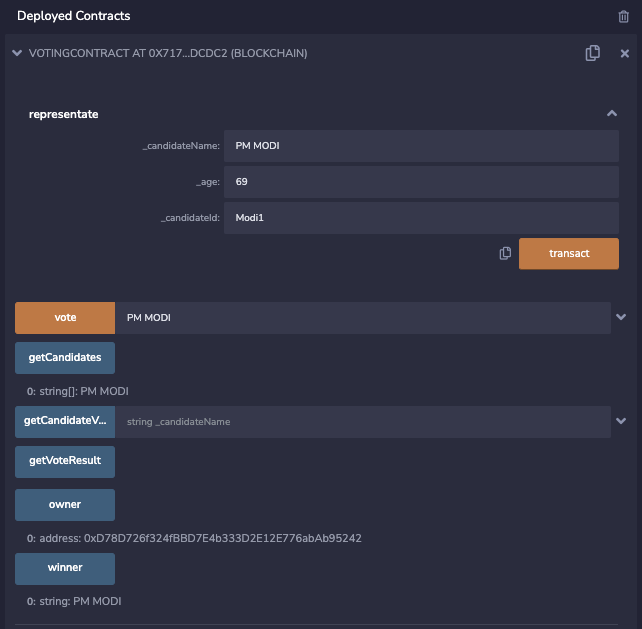 Deployed Contracts
VOTINGCONTRACT AT 0X717...DCDC2 (BLOCKCHAIN)
representate
_candidateName: PM MODI
_age: 69
_candidateId: Modi1
transact
vote PM MODI
getCandidates
0: string[]: PM MODI
getCandidateV... string _candidateName
getVoteResult
owner
0: address: 0xD78D726f324fBBD7E4b333D2E12E776abAb95242
winner
0: string: PM MODI